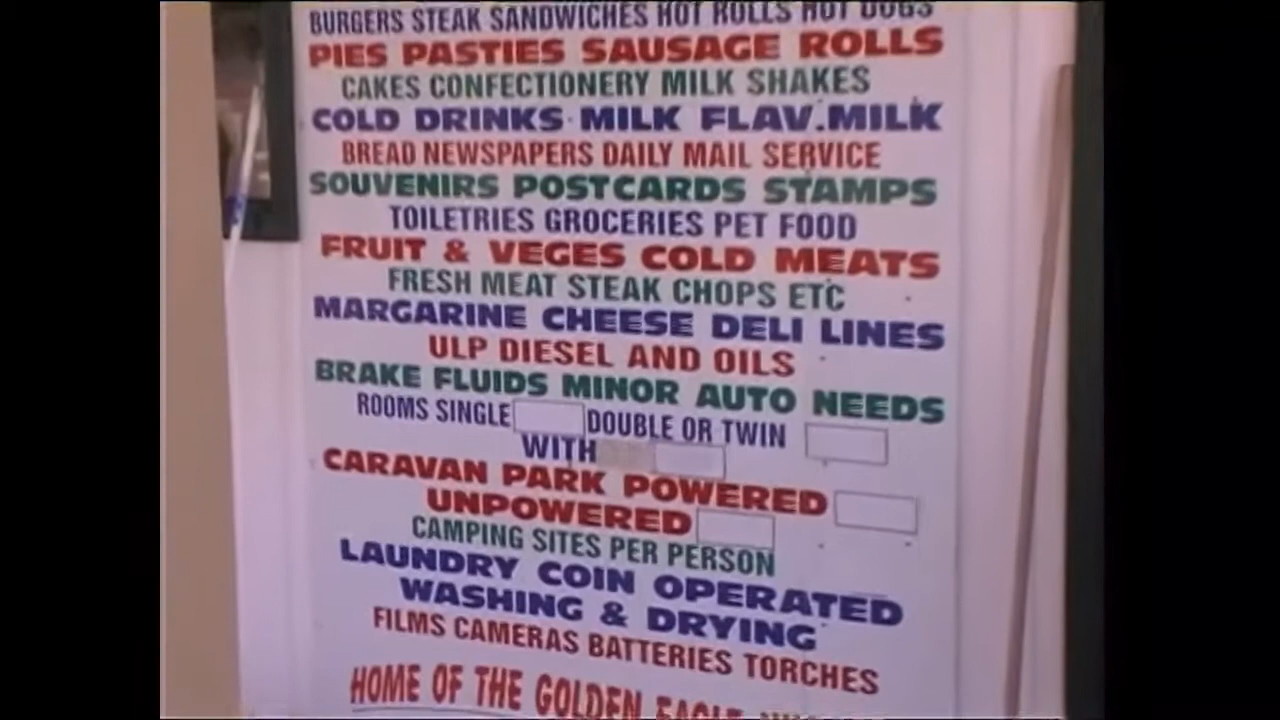 BURGERS STEAK SANDWICHES HOT ROLLS HOT DOGS
PIES PASTIES SAUSAGE ROLLS
CAKES CONFECTIONERY MILK SHAKES
COLD DRINKS MILK FLAV.MILK
BREAD NEWSPAPERS DAILY MAIL SERVICE
SOUVENIRS POSTCARDS STAMPS
TOILETRIES GROCERIES PET FOOD
FRUIT & VEGES COLD MEATS
FRESH MEAT STEAK CHOPS ETC
MARGARINE CHEESE DELI LINES
ULP DIESEL AND OILS
BRAKE FLUIDS MINOR AUTO NEEDS
ROOMS SINGLE DOUBLE OR TWIN
WITH
CARAVAN PARK POWERED
UNPOWERED
CAMPING SITES PER PERSON
LAUNDRY COIN OPERATED
WASHING & DRYING
FILMS CAMERAS BATTERIES TORCHES
HOME OF THE GOLDEN EAGLE